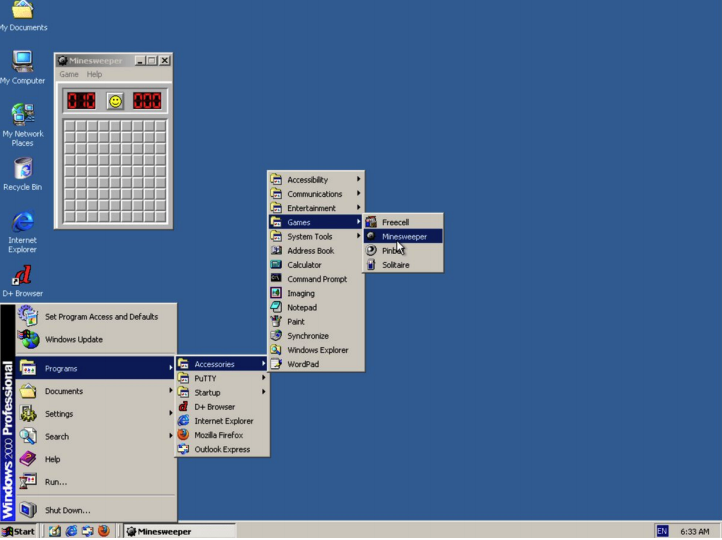 My Documents
My Computer
My Network
Places
Recycle Bin
Internet
Explorer
D+ Browser
Minesweeper
Game Help
010 000
Accessibility
Communications
Entertainment
Games
System Tools
Address Book
Calculator
Command Prompt
Imaging
Notepad
Paint
Synchronize
Windows Explorer
WordPad
Freecell
Minesweeper
Pinball
Solitaire
Set Program Access and Defaults
Windows Update
Programs
Documents
Settings
Search
Help
Run...
Shut Down...
Windows 2000 Professional
Accessories
PuTTY
Startup
D+ Browser
Internet Explorer
Mozilla Firefox
Outlook Express
Start
Minesweeper
EN
6:33 AM